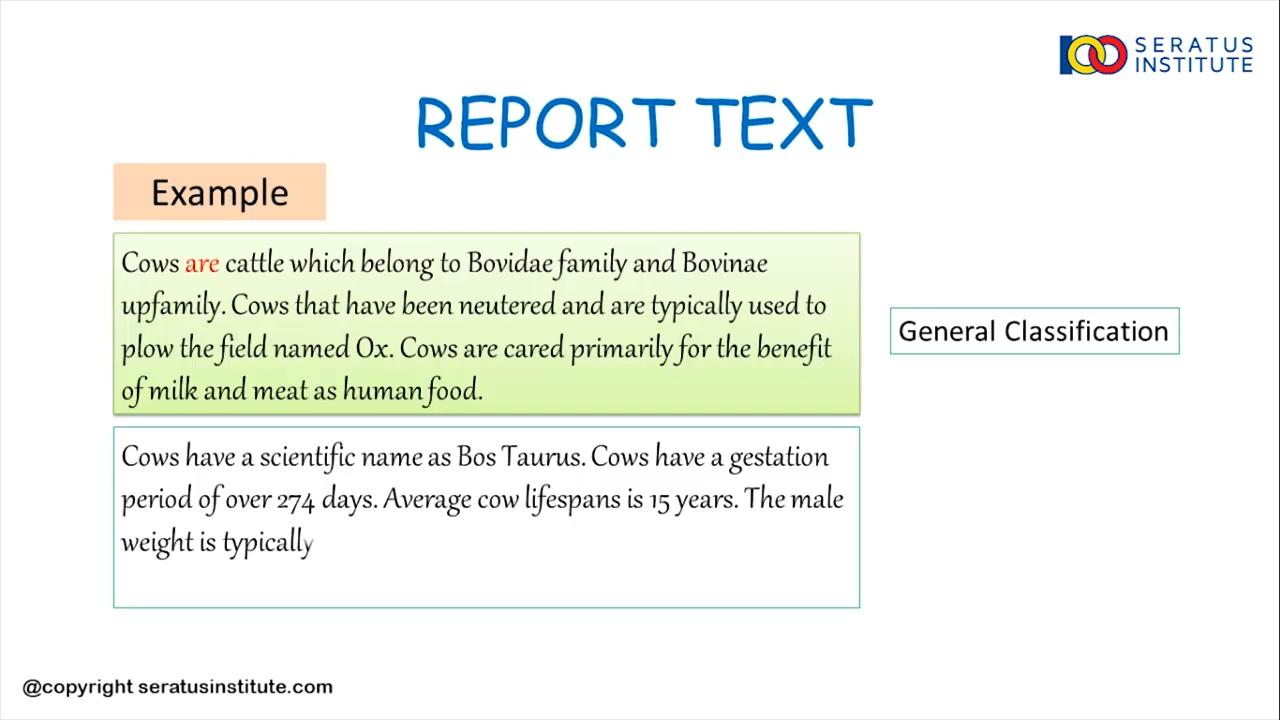 SERATUS
INSTITUTE
REPORT TEXT
Example
Cows are cattle which belong to Bovidae family and Bovinae
upfamily. Cows that have been neutered and are typically used to
plow the field named Ox. Cows are cared primarily for the benefit
of milk and meat as human food.
General Classification
Cows have a scientific name as Bos Taurus. Cows have a gestation
period of over 274 days. Average cow lifespans is 15 years. The male
weight is typically
@copyright seratusinstitute.com